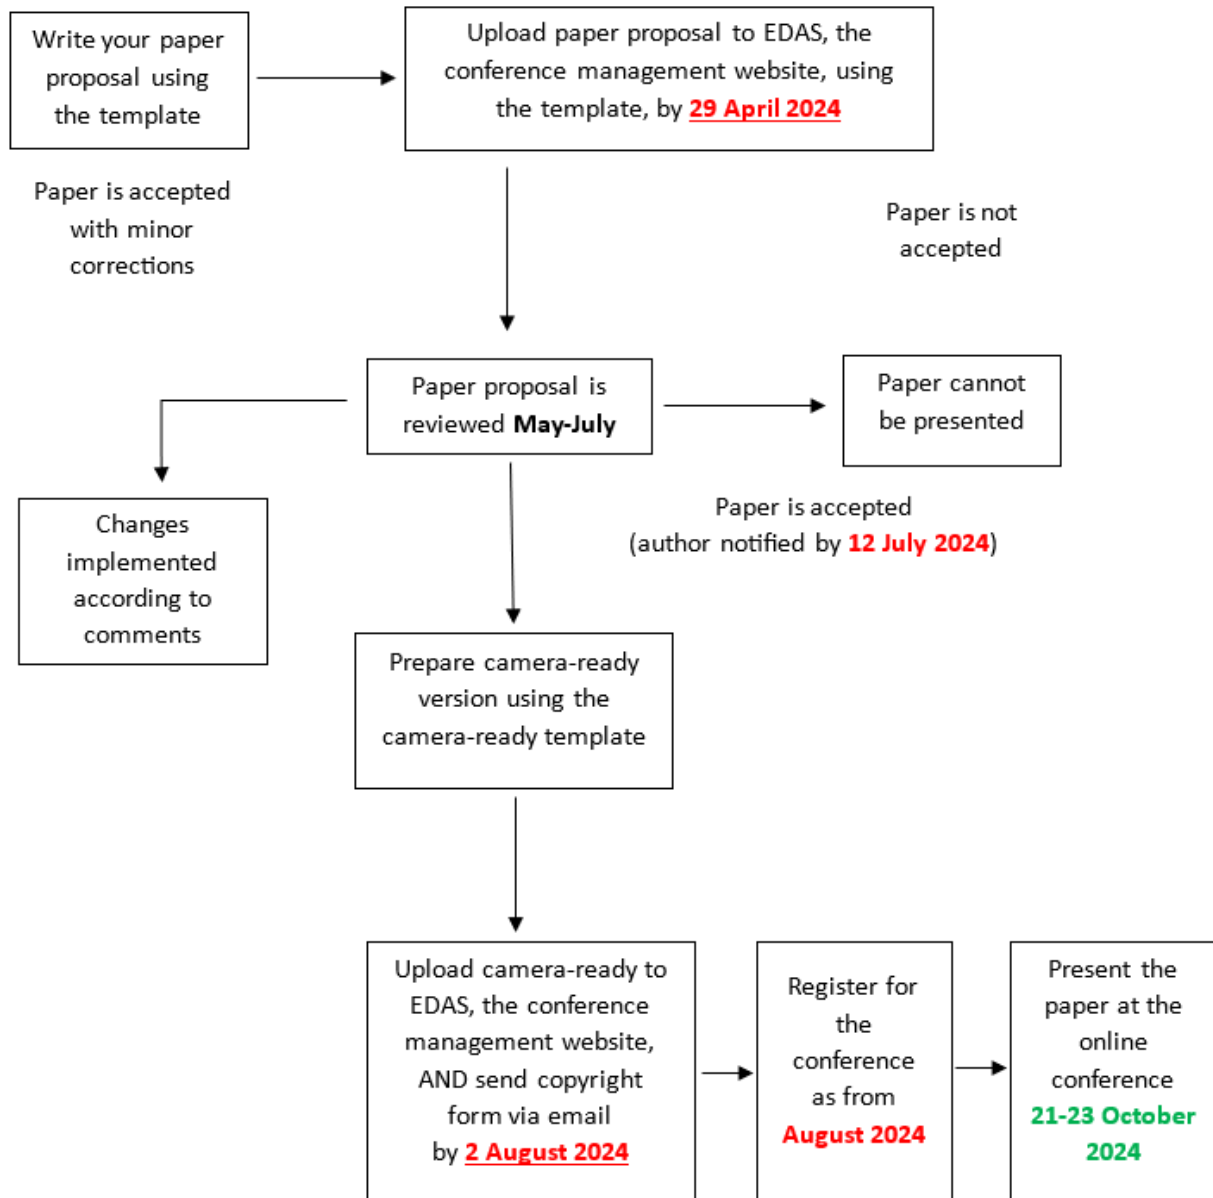 Write your paper
proposal using
the template
Upload paper proposal to EDAS, the
conference management website, using
the template, by 29 April 2024
Paper is accepted
with minor
corrections
Paper is not
accepted
Paper proposal is
reviewed May-July
Paper cannot
be presented
Changes
implemented
according to
comments
Paper is accepted
(author notified by 12 July 2024)
Prepare camera-ready
version using the
camera-ready template
Upload camera-ready to
EDAS, the conference
management website,
AND send copyright
form via email
by 2 August 2024
Register for
the
conference
as from
August 2024
Present the
paper at the
online
conference
21-23 October
2024